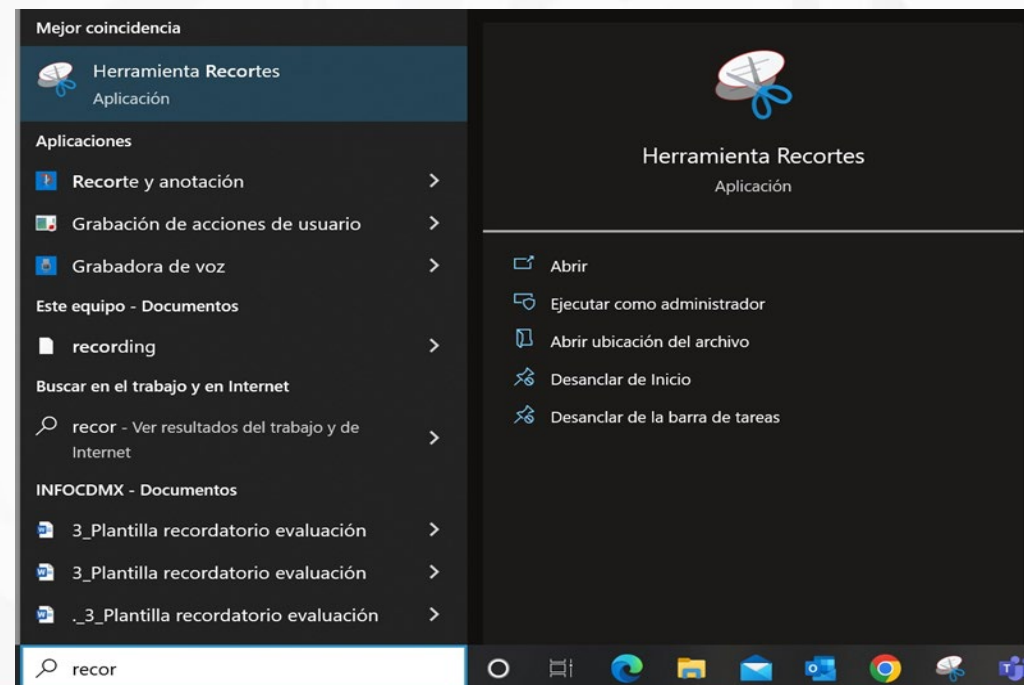 Mejor coincidencia
Herramienta Recortes
Aplicación
Aplicaciones
Recorte y anotación
Grabación de acciones de usuario
Grabadora de voz
Este equipo - Documentos
recording
Buscar en el trabajo y en Internet
recor - Ver resultados del trabajo y de
Internet
INFOCDMX - Documentos
3_Plantilla recordatorio evaluación
3_Plantilla recordatorio evaluación
._3_Plantilla recordatorio evaluación
recor
Herramienta Recortes
Aplicación
Abrir
Ejecutar como administrador
Abrir ubicación del archivo
Desanclar de Inicio
Desanclar de la barra de tareas